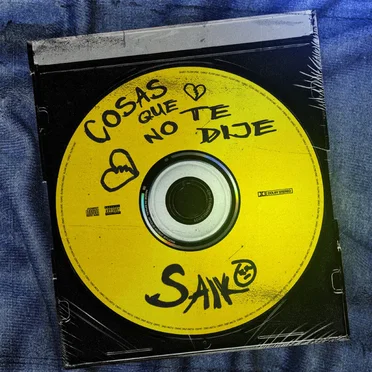 COSAS
QUE TE
NO DIJE
SAIKO